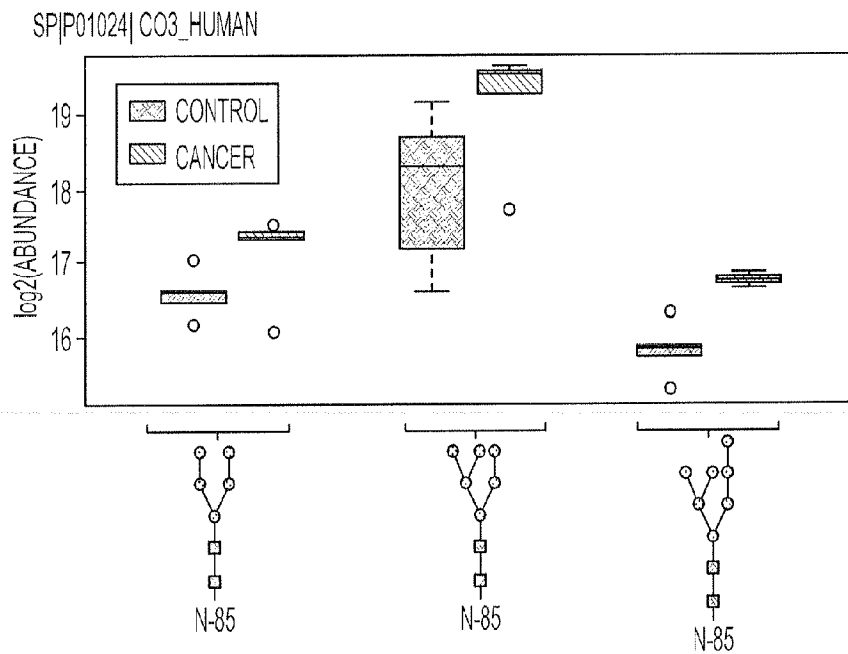 SP|P01024| CO3_HUMAN
CONTROL
CANCER
log2(ABUNDANCE)
19
18
17
16
N-85
N-85
N-85